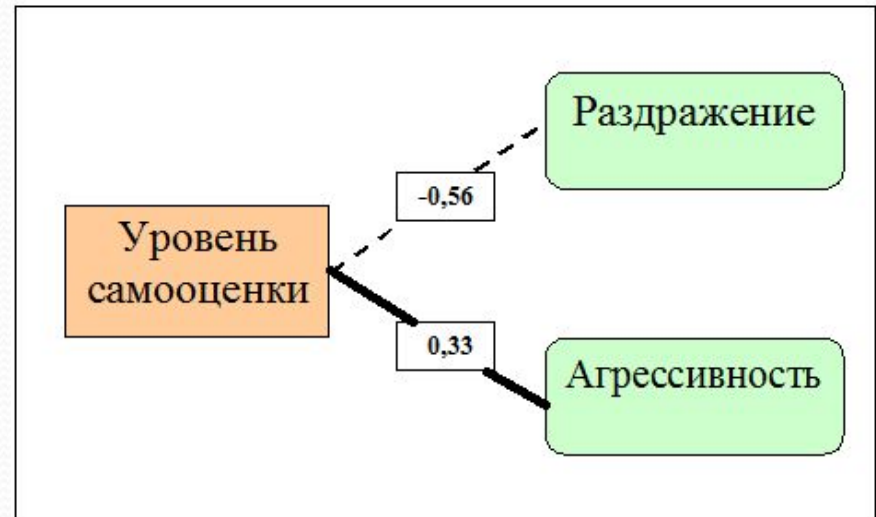 Раздражение
-0,56
Уровень
самооценки
0,33
Агрессивность